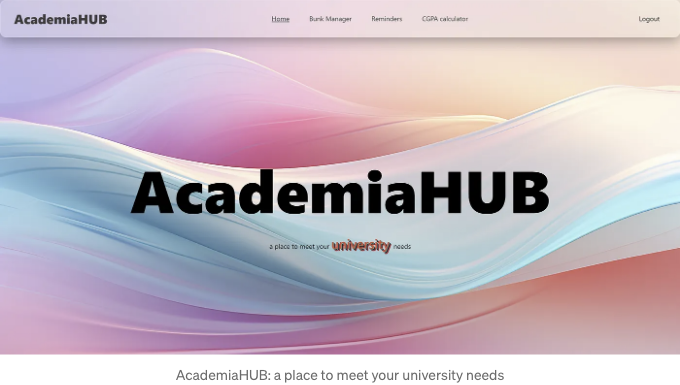 AcademiaHUB Home Bunk Manager Reminders CGPA calculator Logout
AcademiaHUB
a place to meet your university needs
AcademiaHUB: a place to meet your university needs